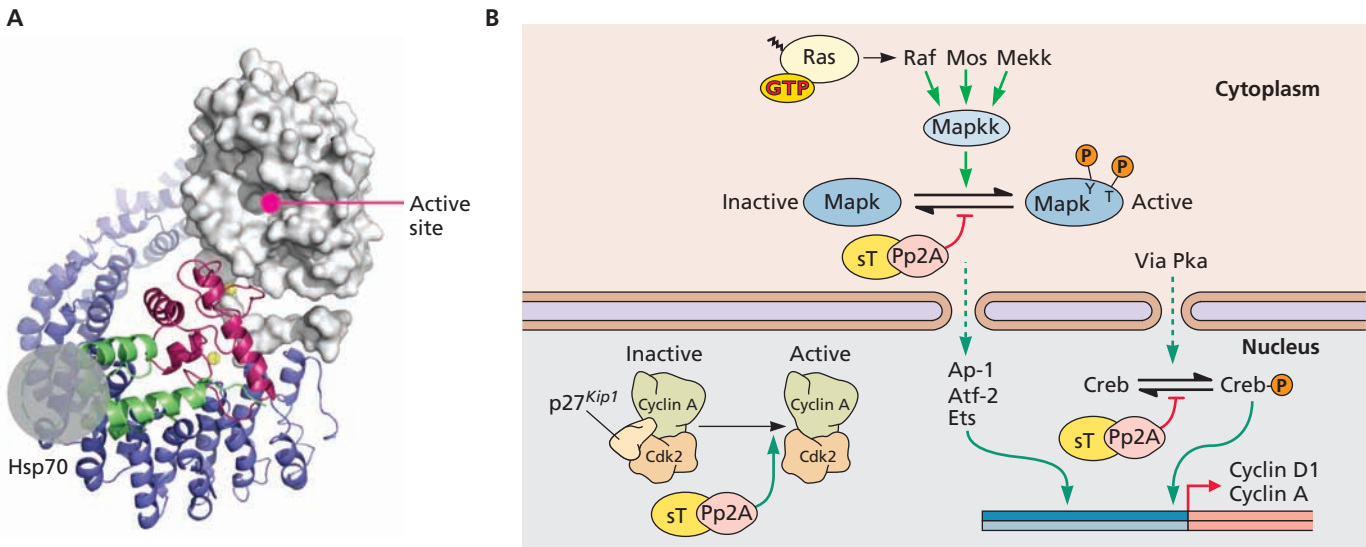 A
Active
site
Hsp70
B
Ras
GTP
Raf Mos Mekk
Cytoplasm
Mapkk
P
P
Y
T
Inactive
Mapk
Mapk
Active
sT
Pp2A
Via Pka
Nucleus
Inactive
Active
p27Kip1
Cyclin A
Cdk2
Cyclin A
Cdk2
sT
Pp2A
Ap-1
Atf-2
Ets
Creb
Creb-P
sT
Pp2A
Cyclin D1
Cyclin A